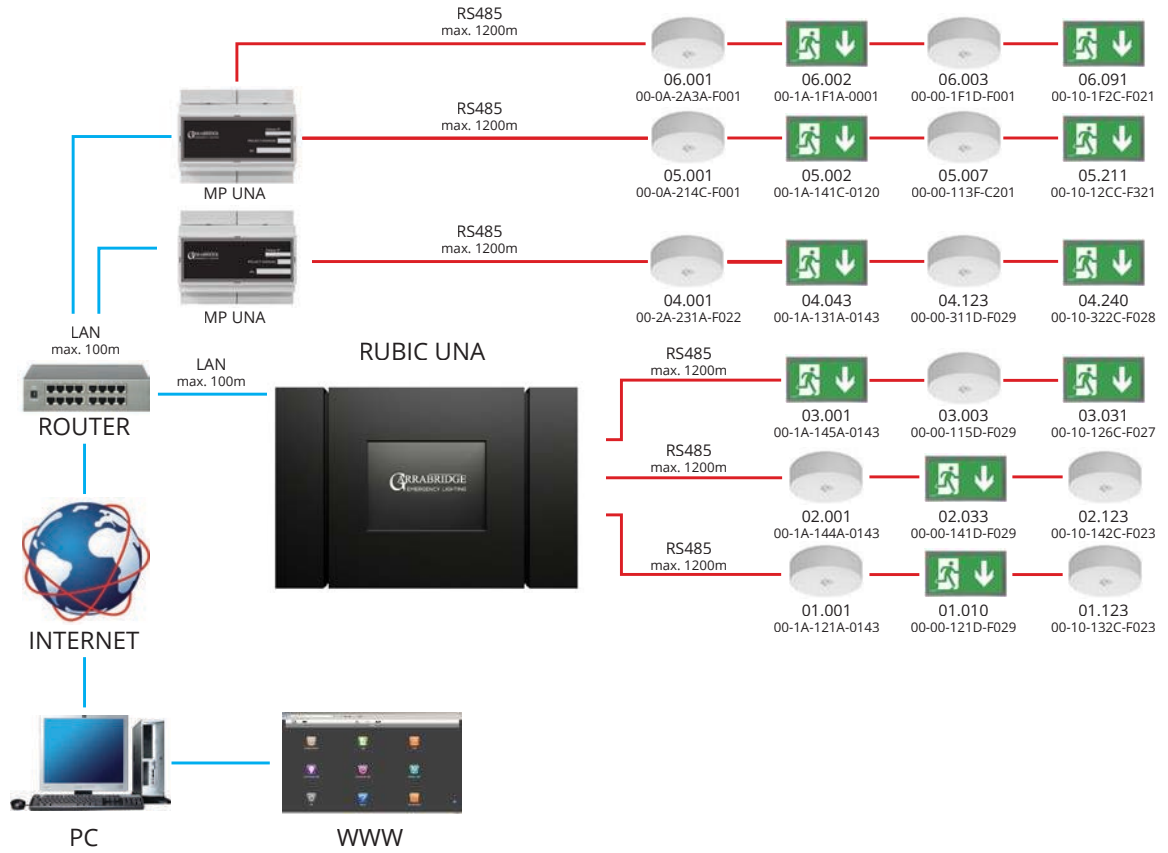 RS485
max. 1200m
06.001
00-0A-2A3A-F001
06.002
00-1A-1F1A-0001
06.003
00-00-1F1D-F001
06.091
00-10-1F2C-F021
MP UNA
RS485
max. 1200m
05.001
00-0A-214C-F001
05.002
00-1A-141C-0120
05.007
00-00-113F-C201
05.211
00-10-12CC-F321
MP UNA
RS485
max. 1200m
04.001
00-2A-231A-F022
04.043
00-1A-131A-0143
04.123
00-00-311D-F029
04.240
00-10-322C-F028
LAN
max. 100m
ROUTER
LAN
max. 100m
RUBIC UNA
CARRABRIDGE
EMERGENCY LIGHTING
RS485
max. 1200m
03.001
00-1A-145A-0143
03.003
00-00-115D-F029
03.031
00-10-126C-F027
RS485
max. 1200m
02.001
00-1A-144A-0143
02.033
00-00-141D-F029
02.123
00-10-142C-F023
RS485
max. 1200m
01.001
00-1A-121A-0143
01.010
00-00-121D-F029
01.123
00-10-132C-F023
INTERNET
PC
WWW